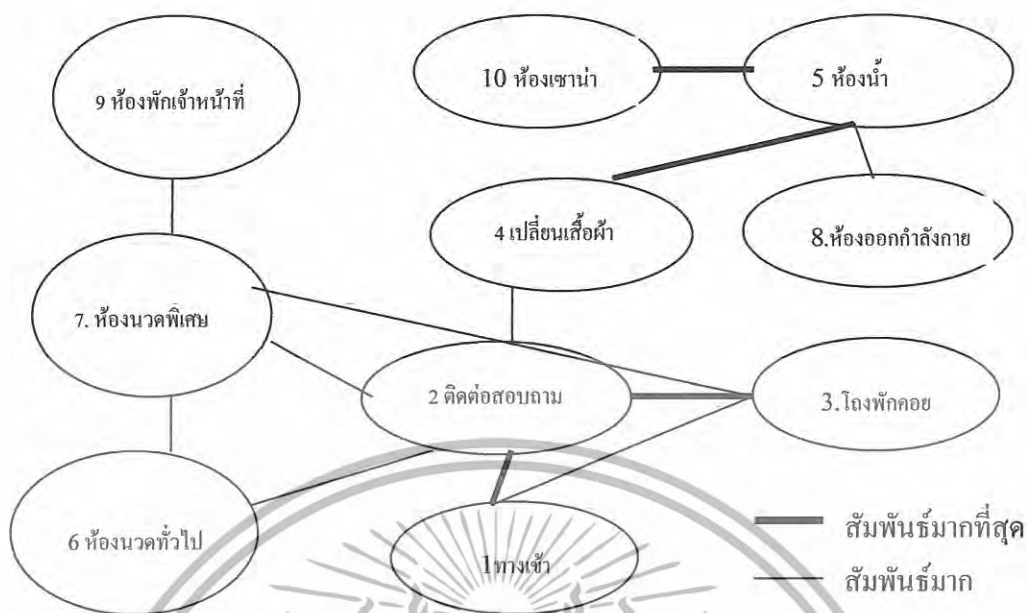 10 ห้องเซาน่า
5 ห้องน้ำ
9 ห้องพักเจ้าหน้าที่
4 เปลี่ยนเสื้อผ้า
8.ห้องออกกำลังกาย
7. ห้องนวดพิเศษ
2 ติดต่อสอบถาม
3.โถงพักคอย
6 ห้องนวดทั่วไป
1ทางเข้า
สัมพันธ์มากที่สุด
สัมพันธ์มาก